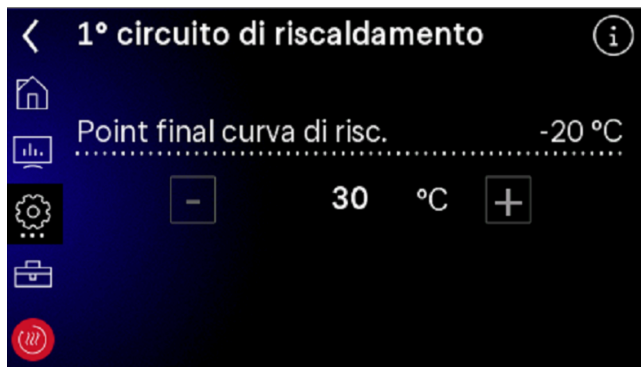 1° circuito di riscaldamento
Point final curva di risc. -20 °C
- 30 °C +